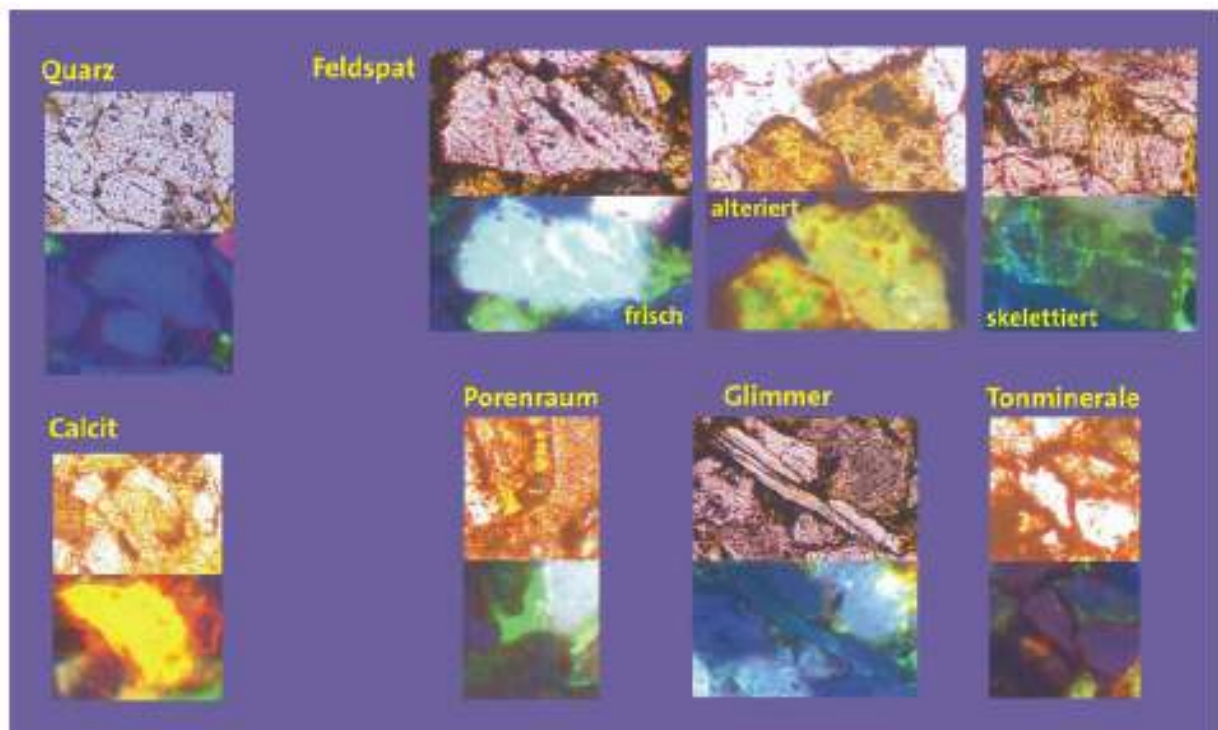 Quarz
Feldspat
alteriert
frisch
skelettiert
Calcit
Porenraum
Glimmer
Tonminerale